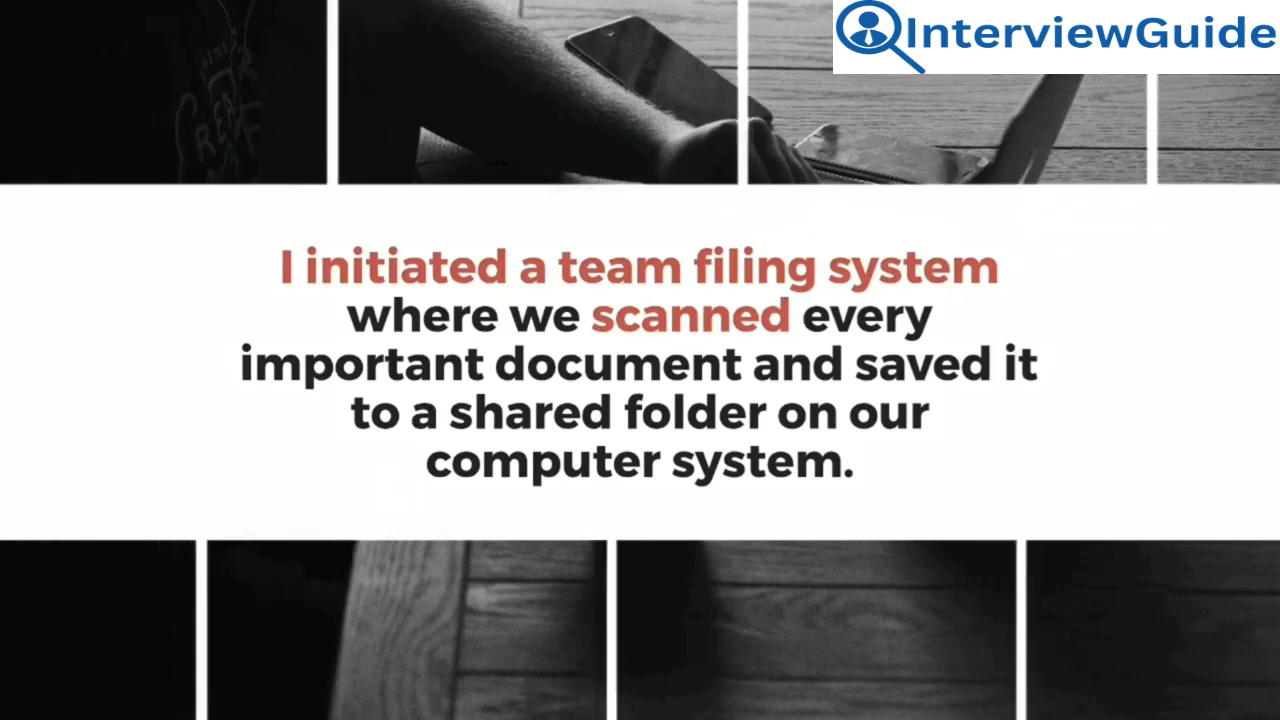 InterviewGuide
I initiated a team filing system
where we scanned every
important document and saved it
to a shared folder on our
computer system.